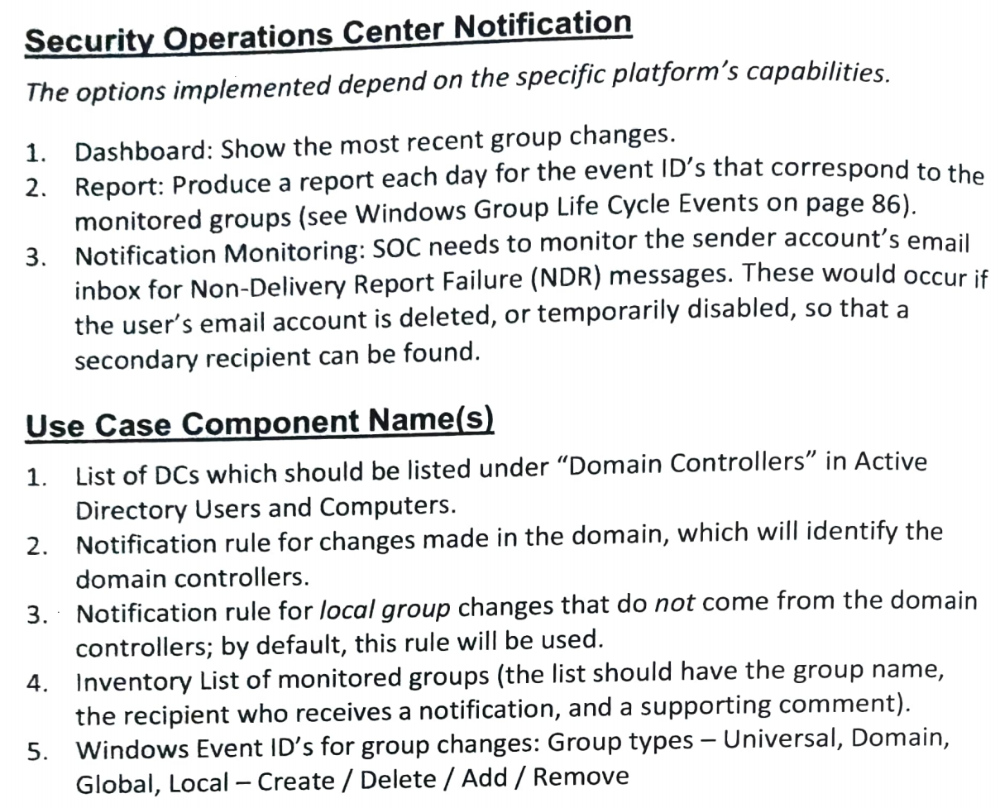 Security Operations Center Notification
The options implemented depend on the specific platform's capabilities.
1. Dashboard: Show the most recent group changes.
2. Report: Produce a report each day for the event ID's that correspond to the
monitored groups (see Windows Group Life Cycle Events on page 86).
3. Notification Monitoring: SOC needs to monitor the sender account's email
inbox for Non-Delivery Report Failure (NDR) messages. These would occur if
the user's email account is deleted, or temporarily disabled, so that a
secondary recipient can be found.
Use Case Component Name(s)
1. List of DCs which should be listed under “Domain Controllers” in Active
Directory Users and Computers.
2. Notification rule for changes made in the domain, which will identify the
domain controllers.
3. Notification rule for local group changes that do not come from the domain
controllers; by default, this rule will be used.
4. Inventory List of monitored groups (the list should have the group name,
the recipient who receives a notification, and a supporting comment).
5. Windows Event ID's for group changes: Group types – Universal, Domain,
Global, Local – Create / Delete / Add / Remove